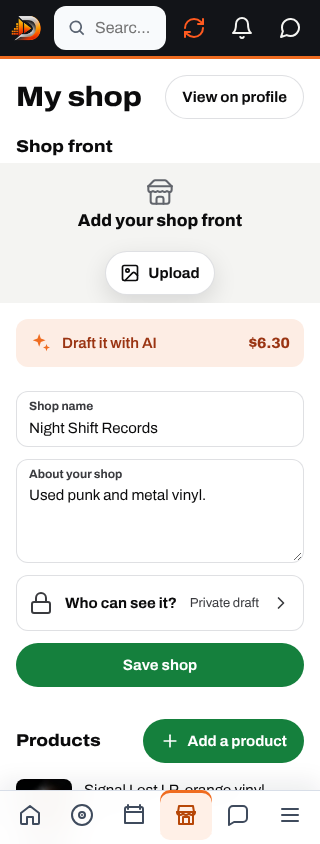 Searc...
My shop
View on profile
Shop front
Add your shop front
Upload
Draft it with AI
$6.30
Shop name
Night Shift Records
About your shop
Used punk and metal vinyl.
Who can see it?
Private draft
Save shop
Products
Add a product
Signal Lost LP, orange vinyl